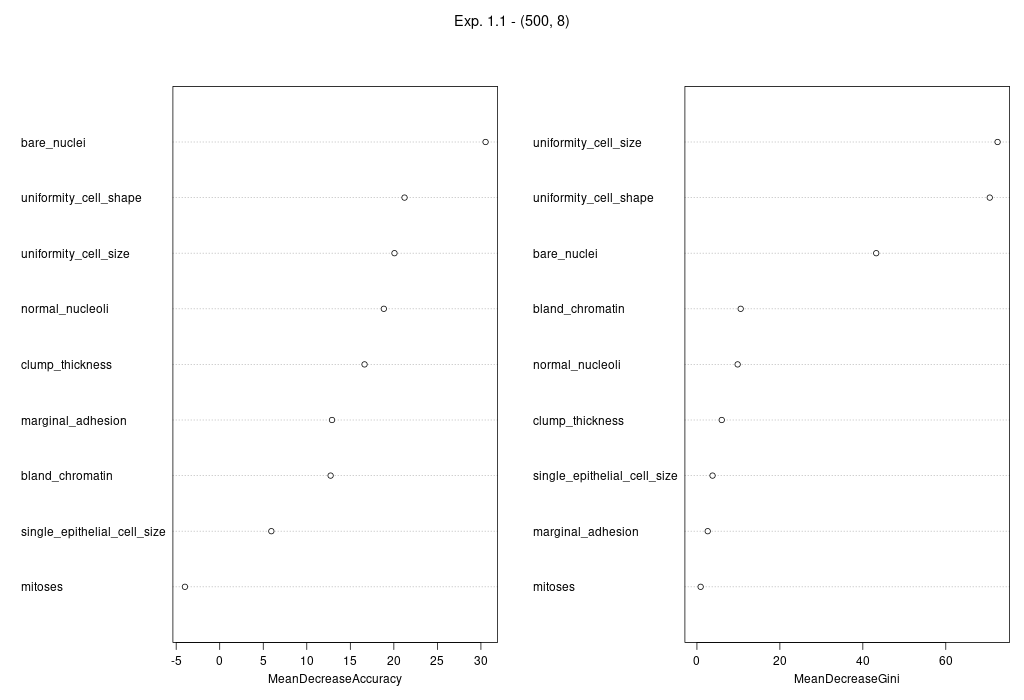 Exp. 1.1 - (500, 8)
bare_nuclei
uniformity_cell_shape
uniformity_cell_size
normal_nucleoli
clump_thickness
marginal_adhesion
bland_chromatin
single_epithelial_cell_size
mitoses
-5 0 5 10 15 20 25 30
MeanDecreaseAccuracy
uniformity_cell_size
uniformity_cell_shape
bare_nuclei
bland_chromatin
normal_nucleoli
clump_thickness
single_epithelial_cell_size
marginal_adhesion
mitoses
0 20 40 60
MeanDecreaseGini